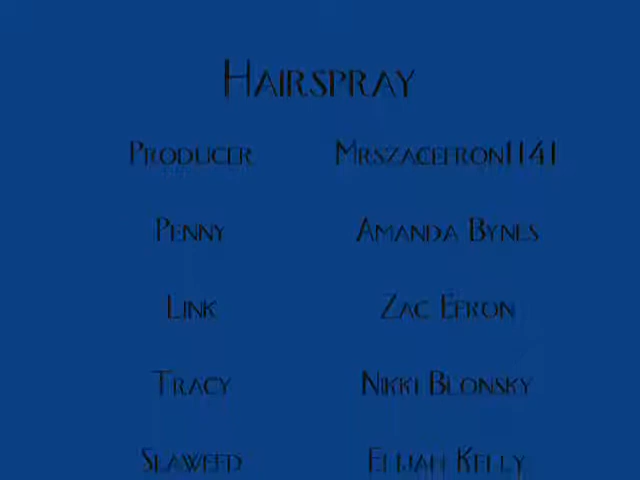 Hairspray
Producer Mrszacefron1141
Penny Amanda Bynes
Link Zac Efron
Tracy Nikki Blonsky
Seaweed Elijah Kelly